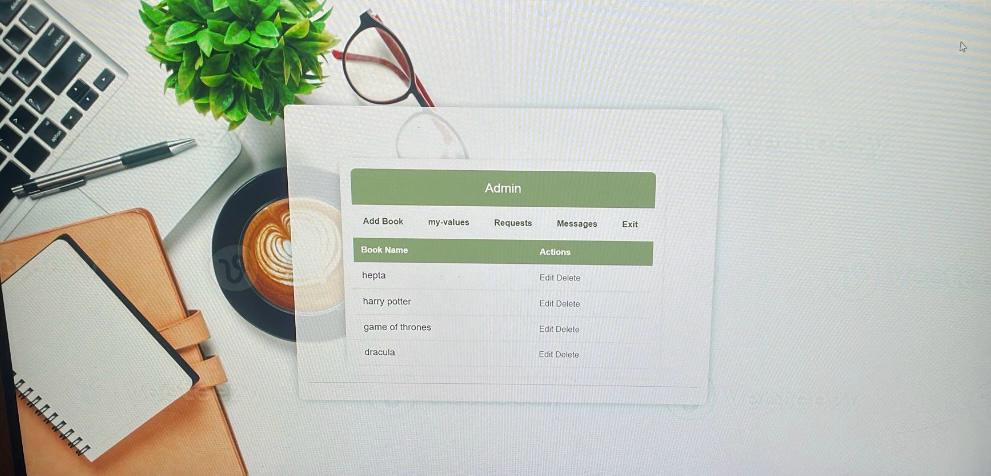 Admin
Add Book my-values Requests Messages Exit
Book Name Actions
hepta Edit Delete
harry potter Edit Delete
game of thrones Edit Delete
dracula Edit Delete